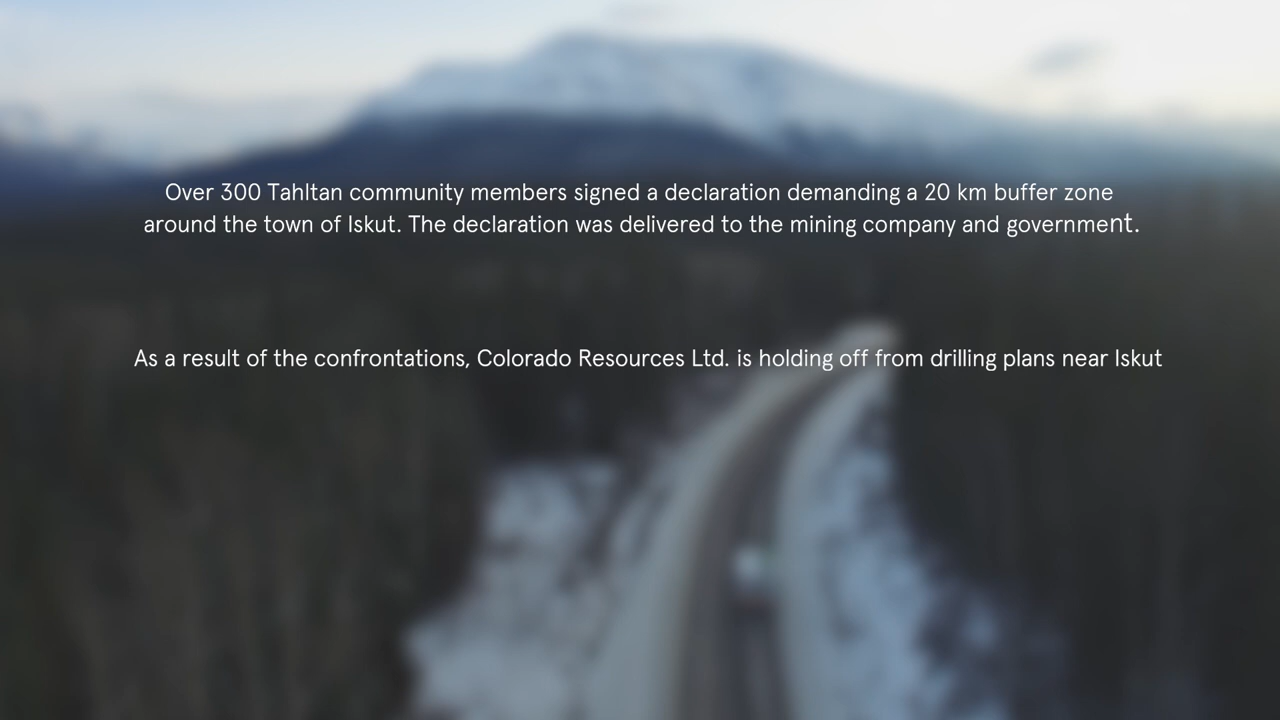 Over 300 Tahltan community members signed a declaration demanding a 20 km buffer zone
around the town of Iskut. The declaration was delivered to the mining company and government.
As a result of the confrontations, Colorado Resources Ltd. is holding off from drilling plans near Iskut